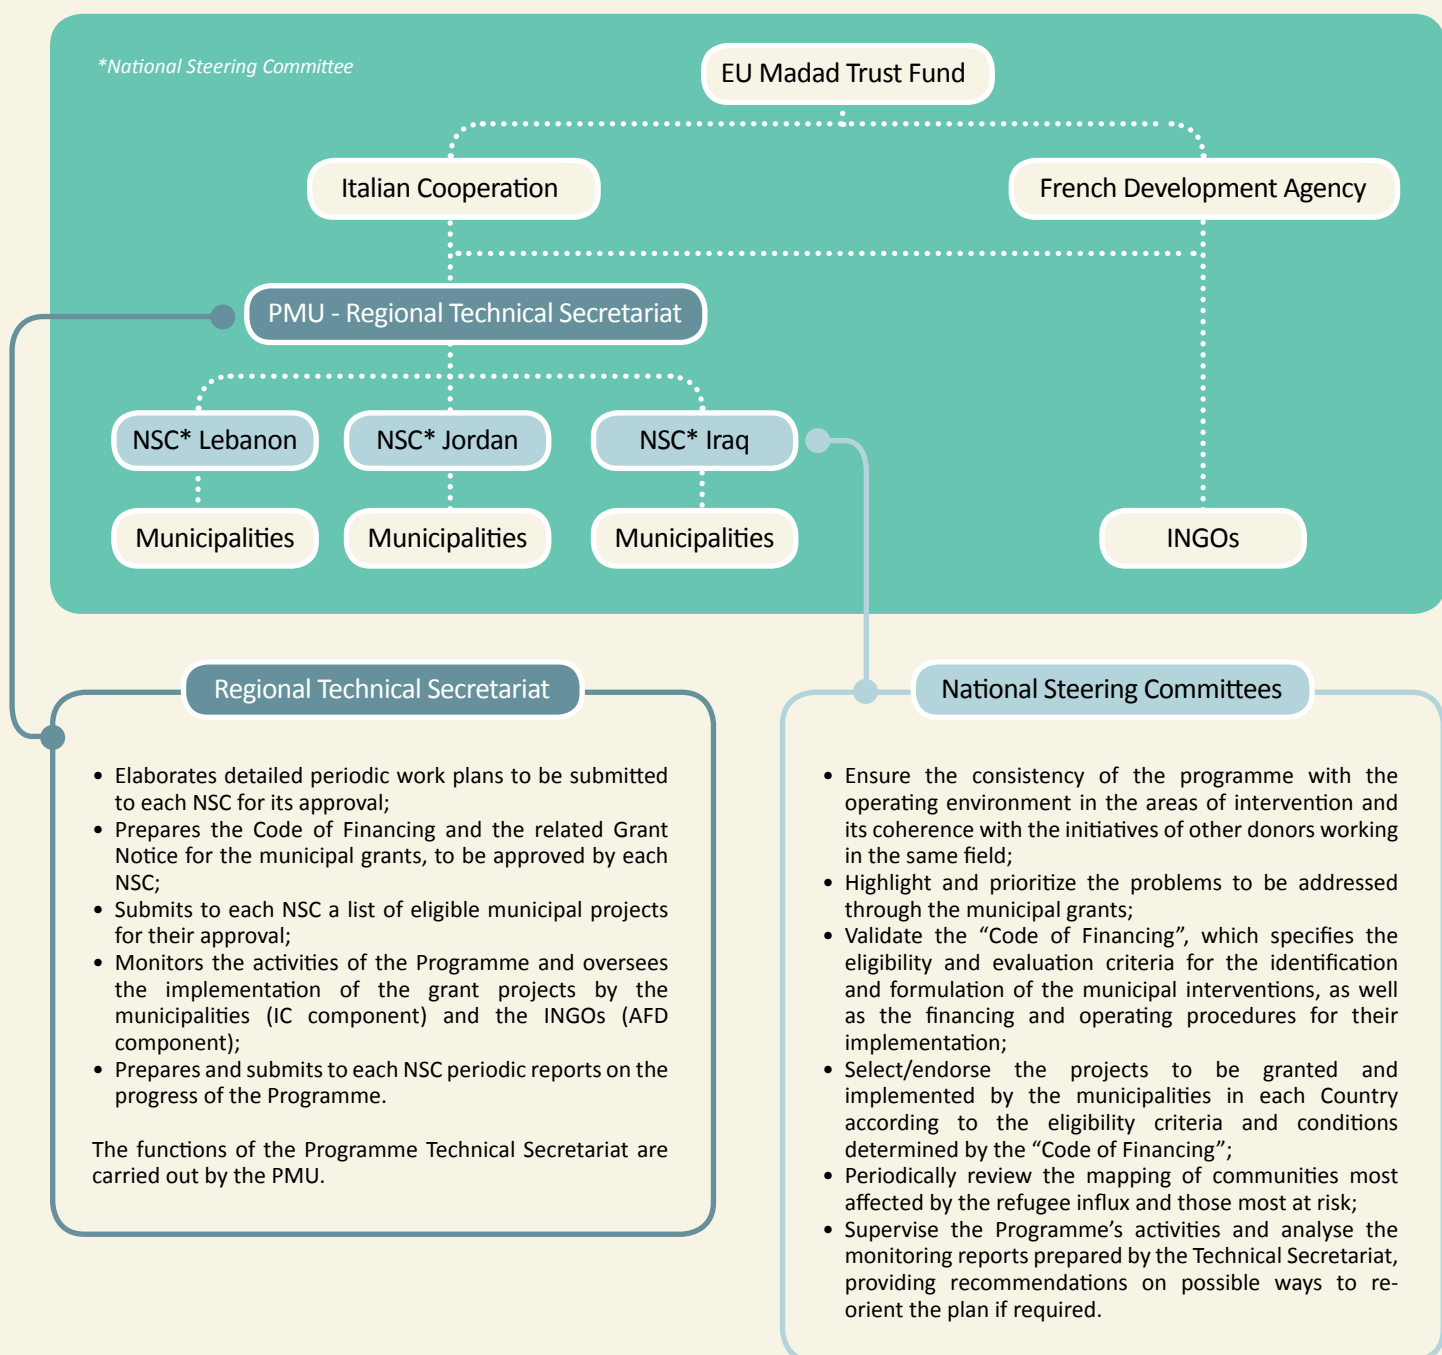 *National Steering Committee
EU Madad Trust Fund
Italian Cooperation
French Development Agency
PMU - Regional Technical Secretariat
NSC* Lebanon
NSC* Jordan
NSC* Iraq
Municipalities
Municipalities
Municipalities
INGOs
Regional Technical Secretariat
• Elaborates detailed periodic work plans to be submitted
to each NSC for its approval;
• Prepares the Code of Financing and the related Grant
Notice for the municipal grants, to be approved by each
NSC;
• Submits to each NSC a list of eligible municipal projects
for their approval;
• Monitors the activities of the Programme and oversees
the implementation of the grant projects by the
municipalities (IC component) and the INGOs (AFD
component);
• Prepares and submits to each NSC periodic reports on the
progress of the Programme.
The functions of the Programme Technical Secretariat are
carried out by the PMU.
National Steering Committees
• Ensure the consistency of the programme with the
operating environment in the areas of intervention and
its coherence with the initiatives of other donors working
in the same field;
• Highlight and prioritize the problems to be addressed
through the municipal grants;
• Validate the “Code of Financing”, which specifies the
eligibility and evaluation criteria for the identification
and formulation of the municipal interventions, as well
as the financing and operating procedures for their
implementation;
• Select/endorse the projects to be granted and
implemented by the municipalities in each Country
according to the eligibility criteria and conditions
determined by the “Code of Financing”;
• Periodically review the mapping of communities most
affected by the refugee influx and those most at risk;
• Supervise the Programme’s activities and analyse the
monitoring reports prepared by the Technical Secretariat,
providing recommendations on possible ways to re-
orient the plan if required.